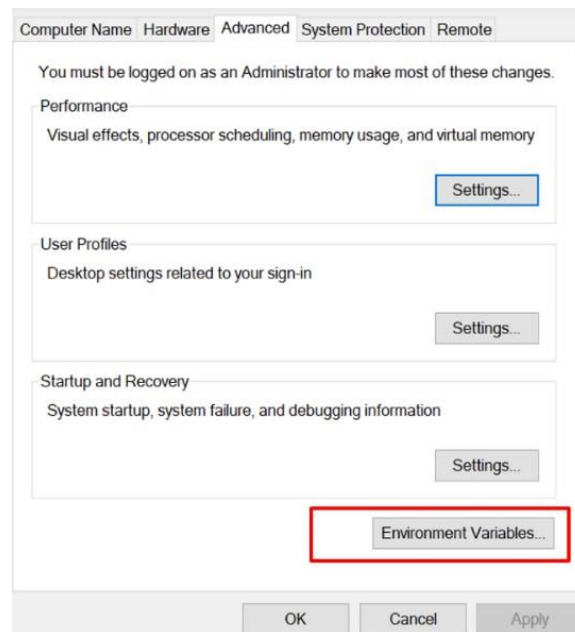 Computer Name Hardware Advanced System Protection Remote
You must be logged on as an Administrator to make most of these changes.
Performance
Visual effects, processor scheduling, memory usage, and virtual memory
Settings...
User Profiles
Desktop settings related to your sign-in
Settings...
Startup and Recovery
System startup, system failure, and debugging information
Settings...
Environment Variables...
OK Cancel Apply